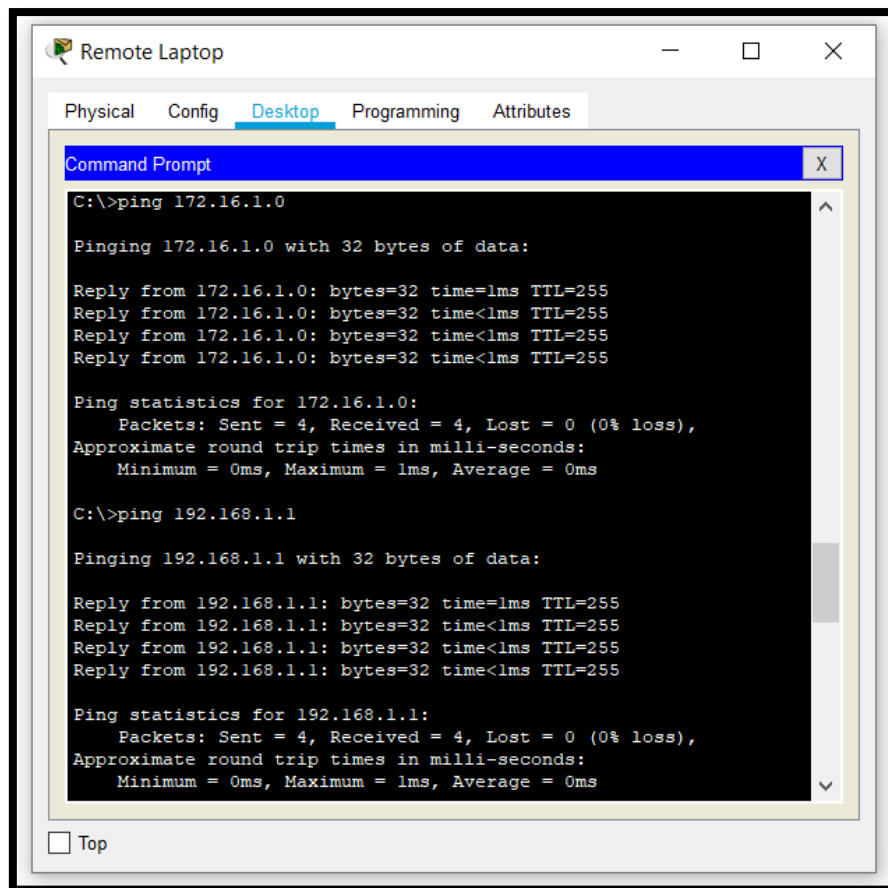 Remote Laptop
Physical Config Desktop Programming Attributes
Command Prompt X
C:\>ping 172.16.1.0
Pinging 172.16.1.0 with 32 bytes of data:
Reply from 172.16.1.0: bytes=32 time=1ms TTL=255
Reply from 172.16.1.0: bytes=32 time<1ms TTL=255
Reply from 172.16.1.0: bytes=32 time<1ms TTL=255
Reply from 172.16.1.0: bytes=32 time<1ms TTL=255
Ping statistics for 172.16.1.0:
Packets: Sent = 4, Received = 4, Lost = 0 (0% loss),
Approximate round trip times in milli-seconds:
Minimum = 0ms, Maximum = 1ms, Average = 0ms
C:\>ping 192.168.1.1
Pinging 192.168.1.1 with 32 bytes of data:
Reply from 192.168.1.1: bytes=32 time=1ms TTL=255
Reply from 192.168.1.1: bytes=32 time<1ms TTL=255
Reply from 192.168.1.1: bytes=32 time<1ms TTL=255
Reply from 192.168.1.1: bytes=32 time<1ms TTL=255
Ping statistics for 192.168.1.1:
Packets: Sent = 4, Received = 4, Lost = 0 (0% loss),
Approximate round trip times in milli-seconds:
Minimum = 0ms, Maximum = 1ms, Average = 0ms
Top